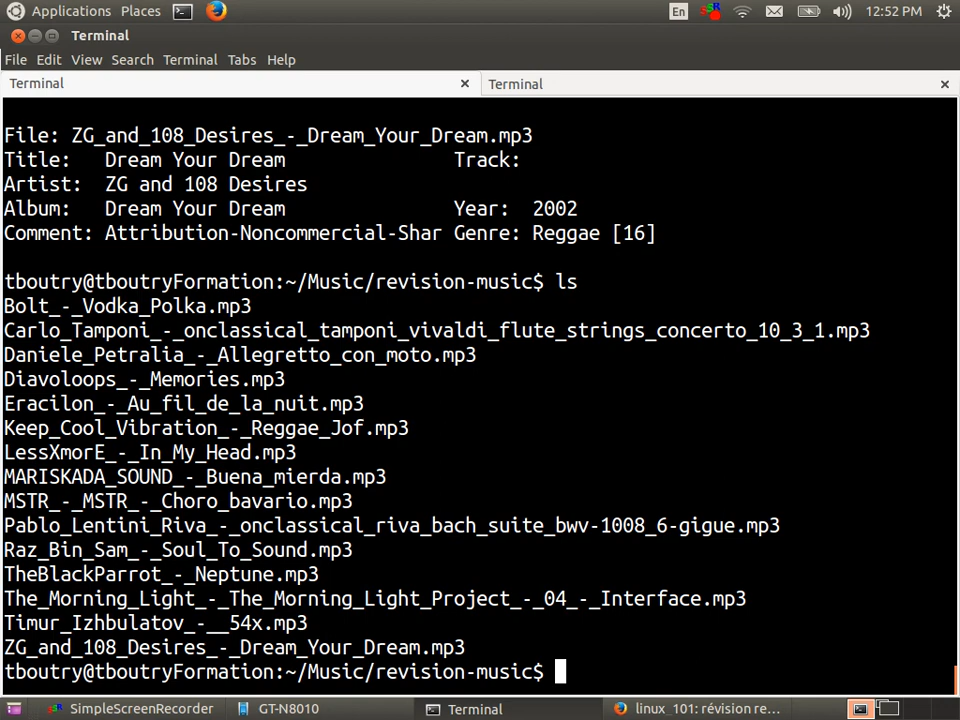 Applications Places En 12:52 PM
Terminal
File Edit View Search Terminal Tabs Help
Terminal Terminal
File: ZG_and_108_Desires_-_Dream_Your_Dream.mp3
Title: Dream Your Dream Track:
Artist: ZG and 108 Desires
Album: Dream Your Dream Year: 2002
Comment: Attribution-Noncommercial-Shar Genre: Reggae [16]
tboutry@tboutryFormation:~/Music/revision-music$ ls
Bolt_-_Vodka_Polka.mp3
Carlo_Tamponi_-_onclassical_tamponi_vivaldi_flute_strings_concerto_10_3_1.mp3
Daniele_Petralia_-_Allegretto_con_moto.mp3
Diavoloops_-_Memories.mp3
Eracilon_-_Au_fil_de_la_nuit.mp3
Keep_Cool_Vibration_-_Reggae_Jof.mp3
LessXmorE_-_In_My_Head.mp3
MARISKADA_SOUND_-_Buena_mierda.mp3
MSTR_-_MSTR_-_Choro_bavario.mp3
Pablo_Lentini_Riva_-_onclassical_riva_bach_suite_bwv-1008_6-gigue.mp3
Raz_Bin_Sam_-_Soul_To_Sound.mp3
TheBlackParrot_-_Neptune.mp3
The_Morning_Light_-_The_Morning_Light_Project_-_04_-_Interface.mp3
Timur_Izhbulatov_-__54x.mp3
ZG_and_108_Desires_-_Dream_Your_Dream.mp3
tboutry@tboutryFormation:~/Music/revision-music$
SimpleScreenRecorder GT-N8010 Terminal linux_101: révision re...